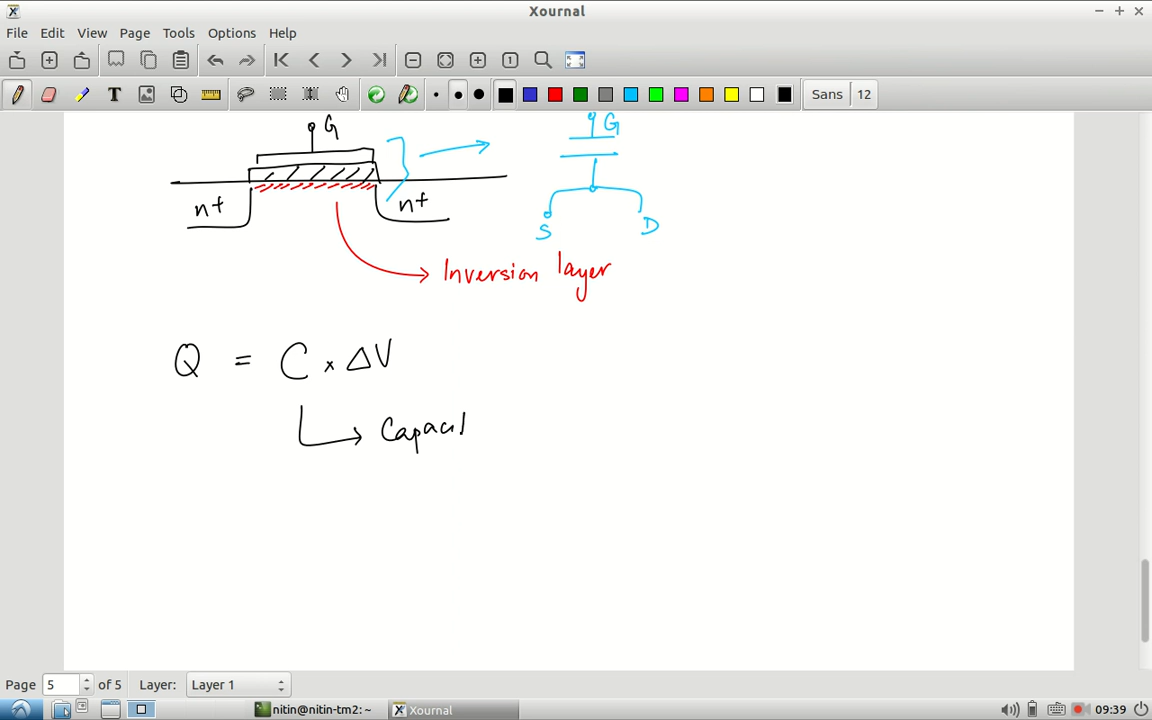 Xournal
File Edit View Page Tools Options Help
T Sans 12
G G
n+ n+
S D
Inversion layer
Q = C × ΔV
Capaci
Page 5 of 5 Layer: Layer 1
nitin@nitin-tm2: ~ Xournal 09:39